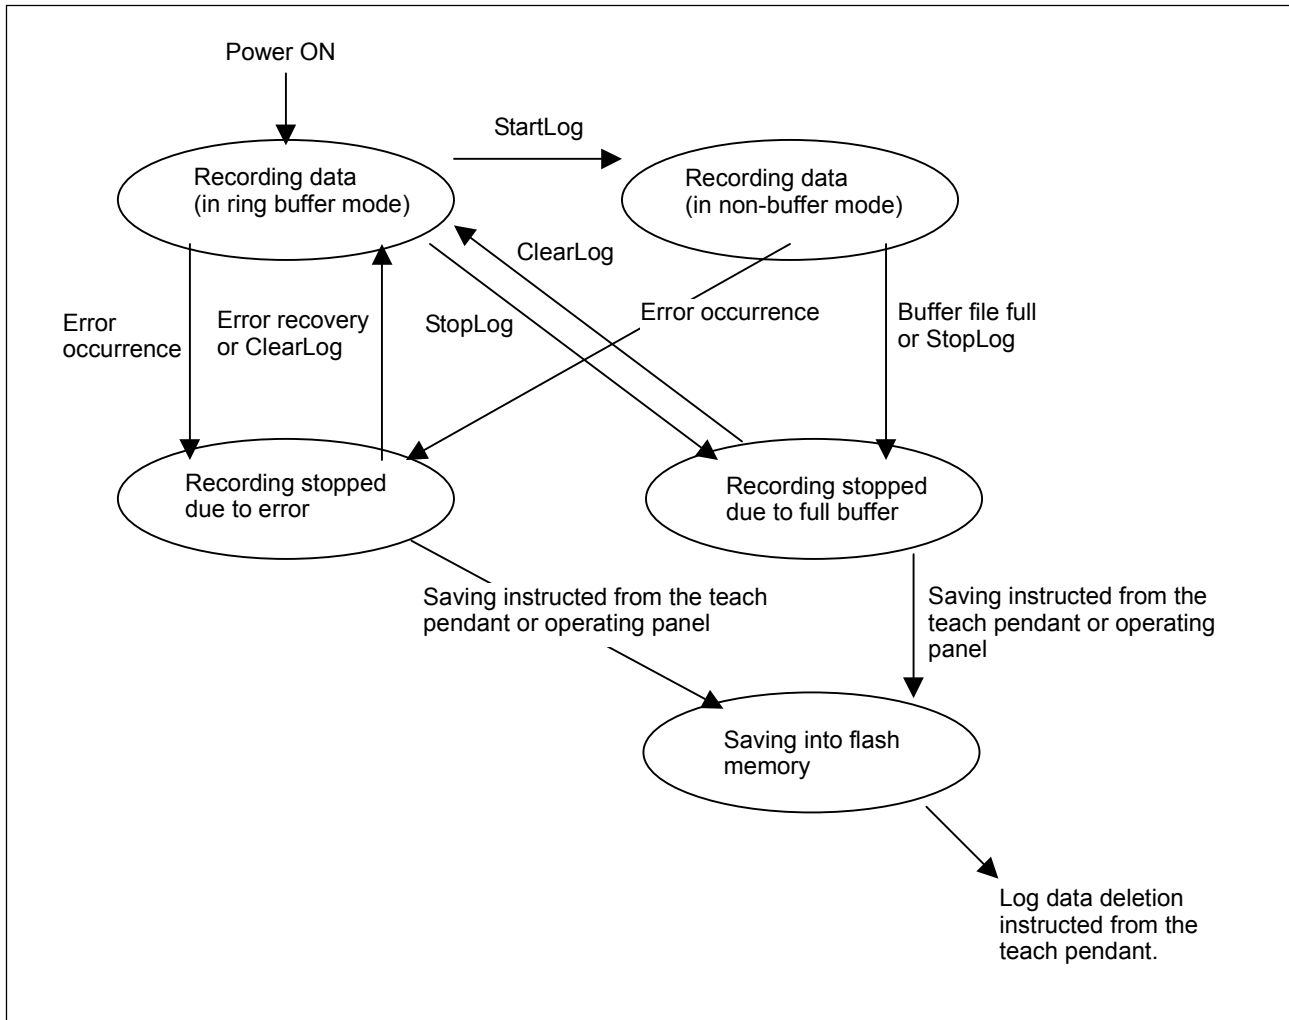 Power ON
StartLog
Recording data
(in ring buffer mode)
Recording data
(in non-buffer mode)
ClearLog
Error
occurrence
Error recovery
or ClearLog
StopLog
Error occurrence
Buffer file full
or StopLog
Recording stopped
due to error
Recording stopped
due to full buffer
Saving instructed from the teach
pendant or operating panel
Saving instructed from the
teach pendant or operating
panel
Saving into flash
memory
Log data deletion
instructed from the
teach pendant.